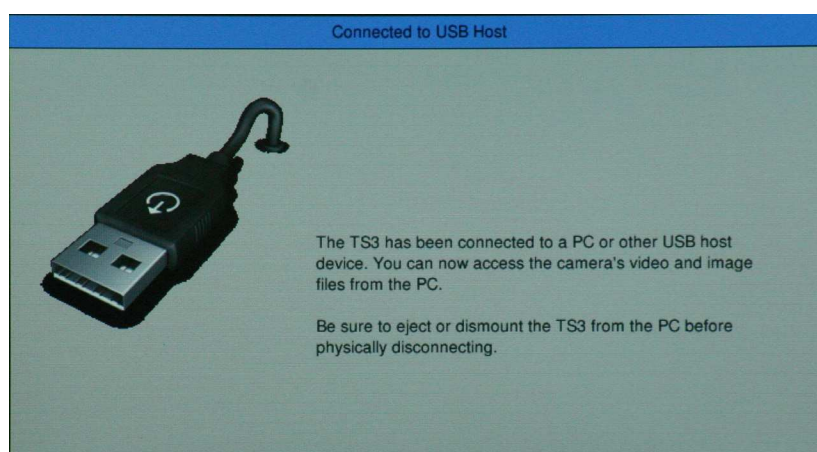 Connected to USB Host
The TS3 has been connected to a PC or other USB host
device. You can now access the camera's video and image
files from the PC.
Be sure to eject or dismount the TS3 from the PC before
physically disconnecting.